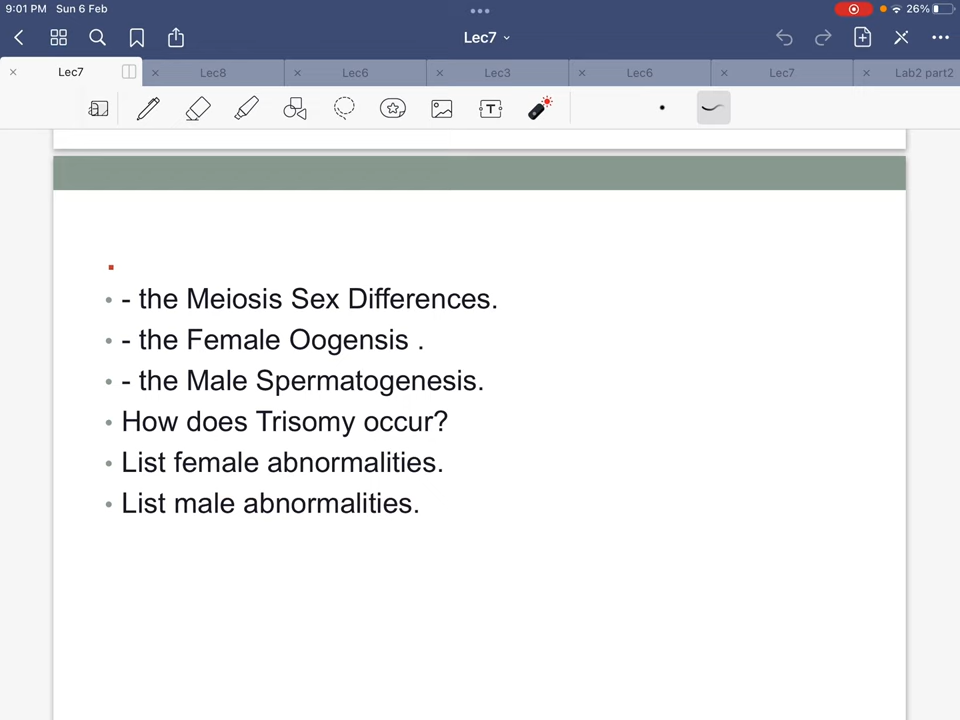 9:01 PM Sun 6 Feb
26%
Lec7
Lec7
Lec8
Lec6
Lec3
Lec6
Lec7
Lab2 part2
T
- the Meiosis Sex Differences.
- the Female Oogensis .
- the Male Spermatogenesis.
How does Trisomy occur?
List female abnormalities.
List male abnormalities.